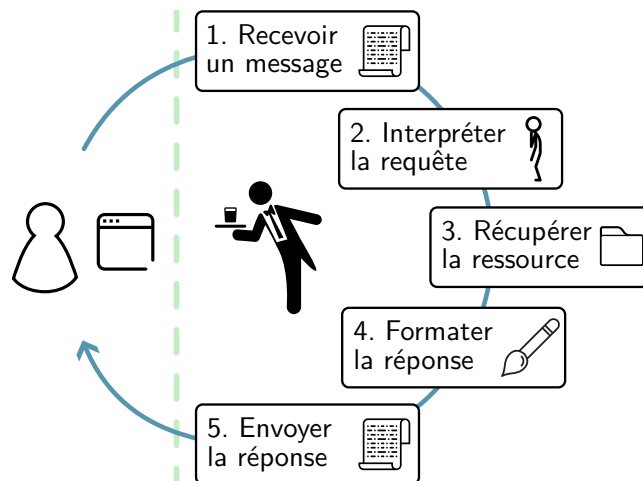 1. Recevoir
un message
2. Interpréter
la requête
3. Récupérer
la ressource
4. Formater
la réponse
5. Envoyer
la réponse